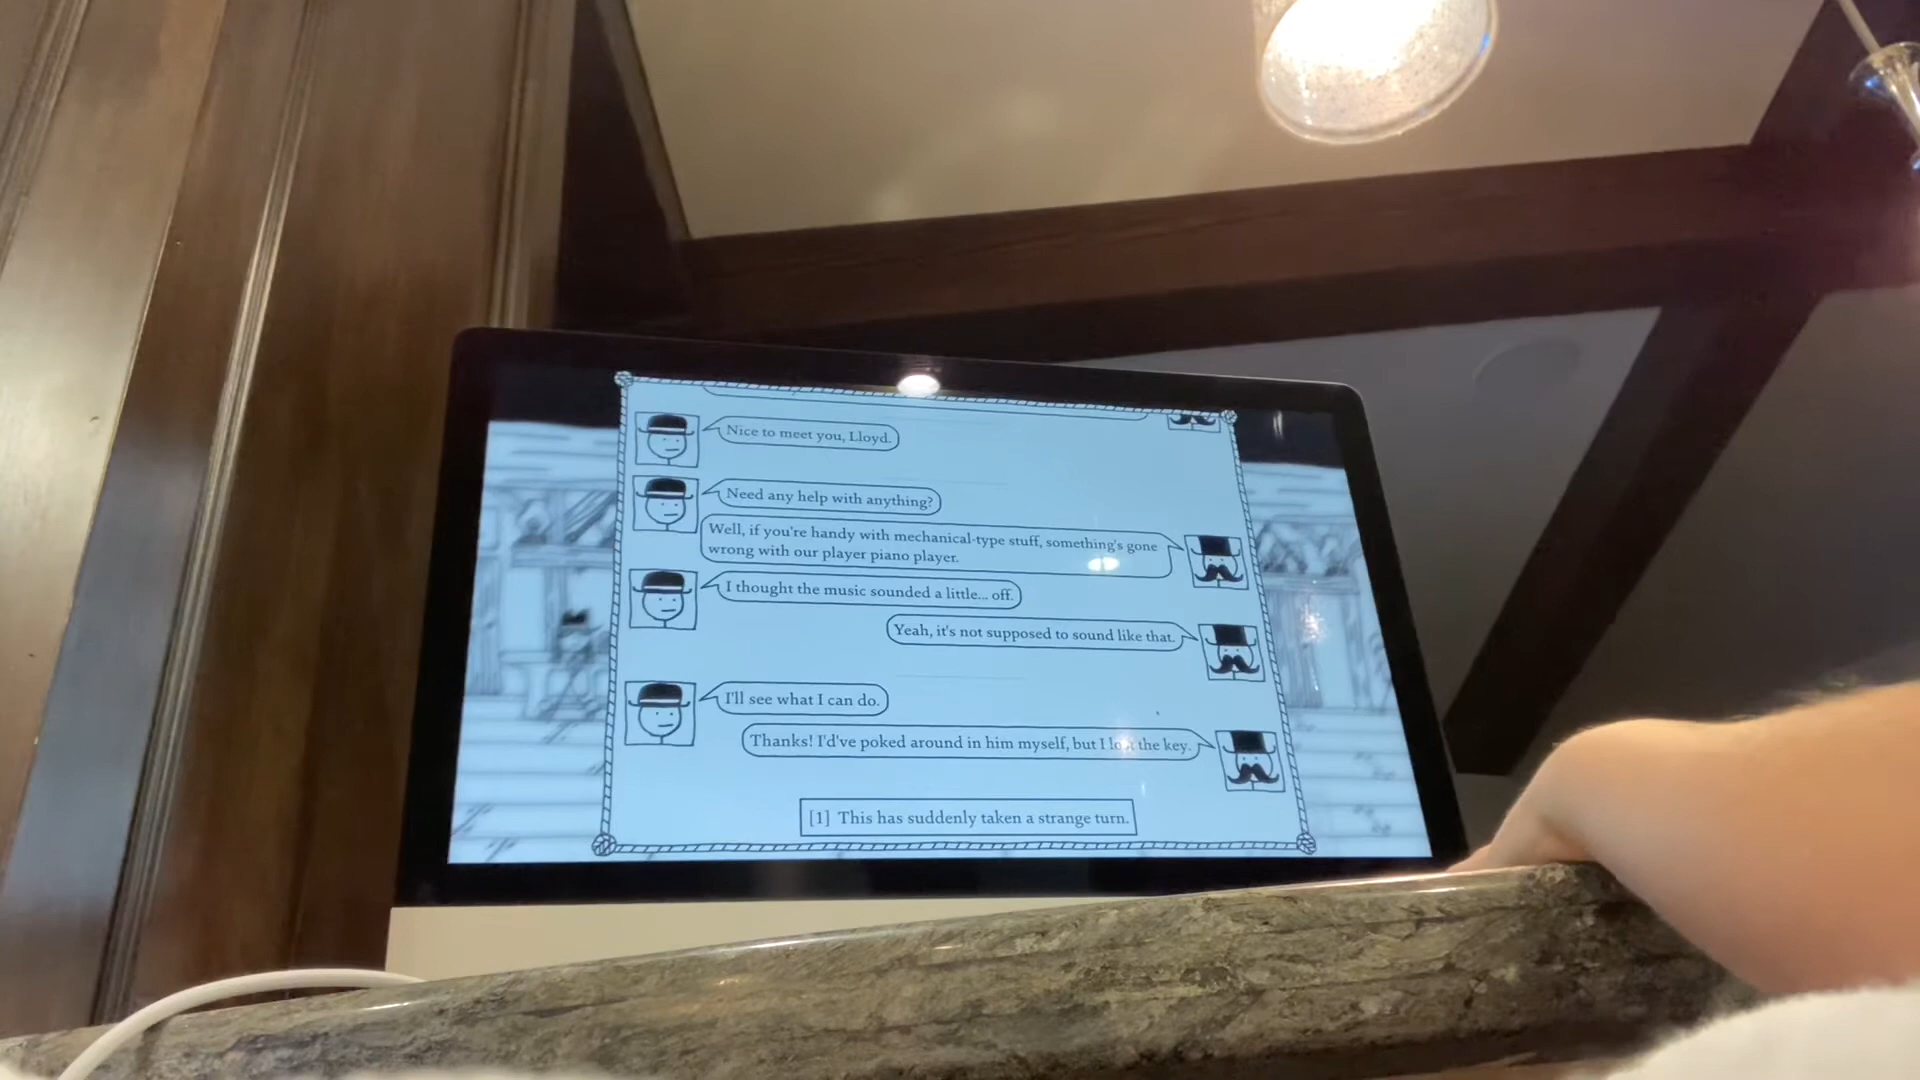 Nice to meet you, Lloyd.
Need any help with anything?
Well, if you're handy with mechanical-type stuff, something's gone
wrong with our player piano player.
I thought the music sounded a little... off.
Yeah, it's not supposed to sound like that.
I'll see what I can do.
Thanks! I'd've poked around in him myself, but I lost the key.
[1] This has suddenly taken a strange turn.